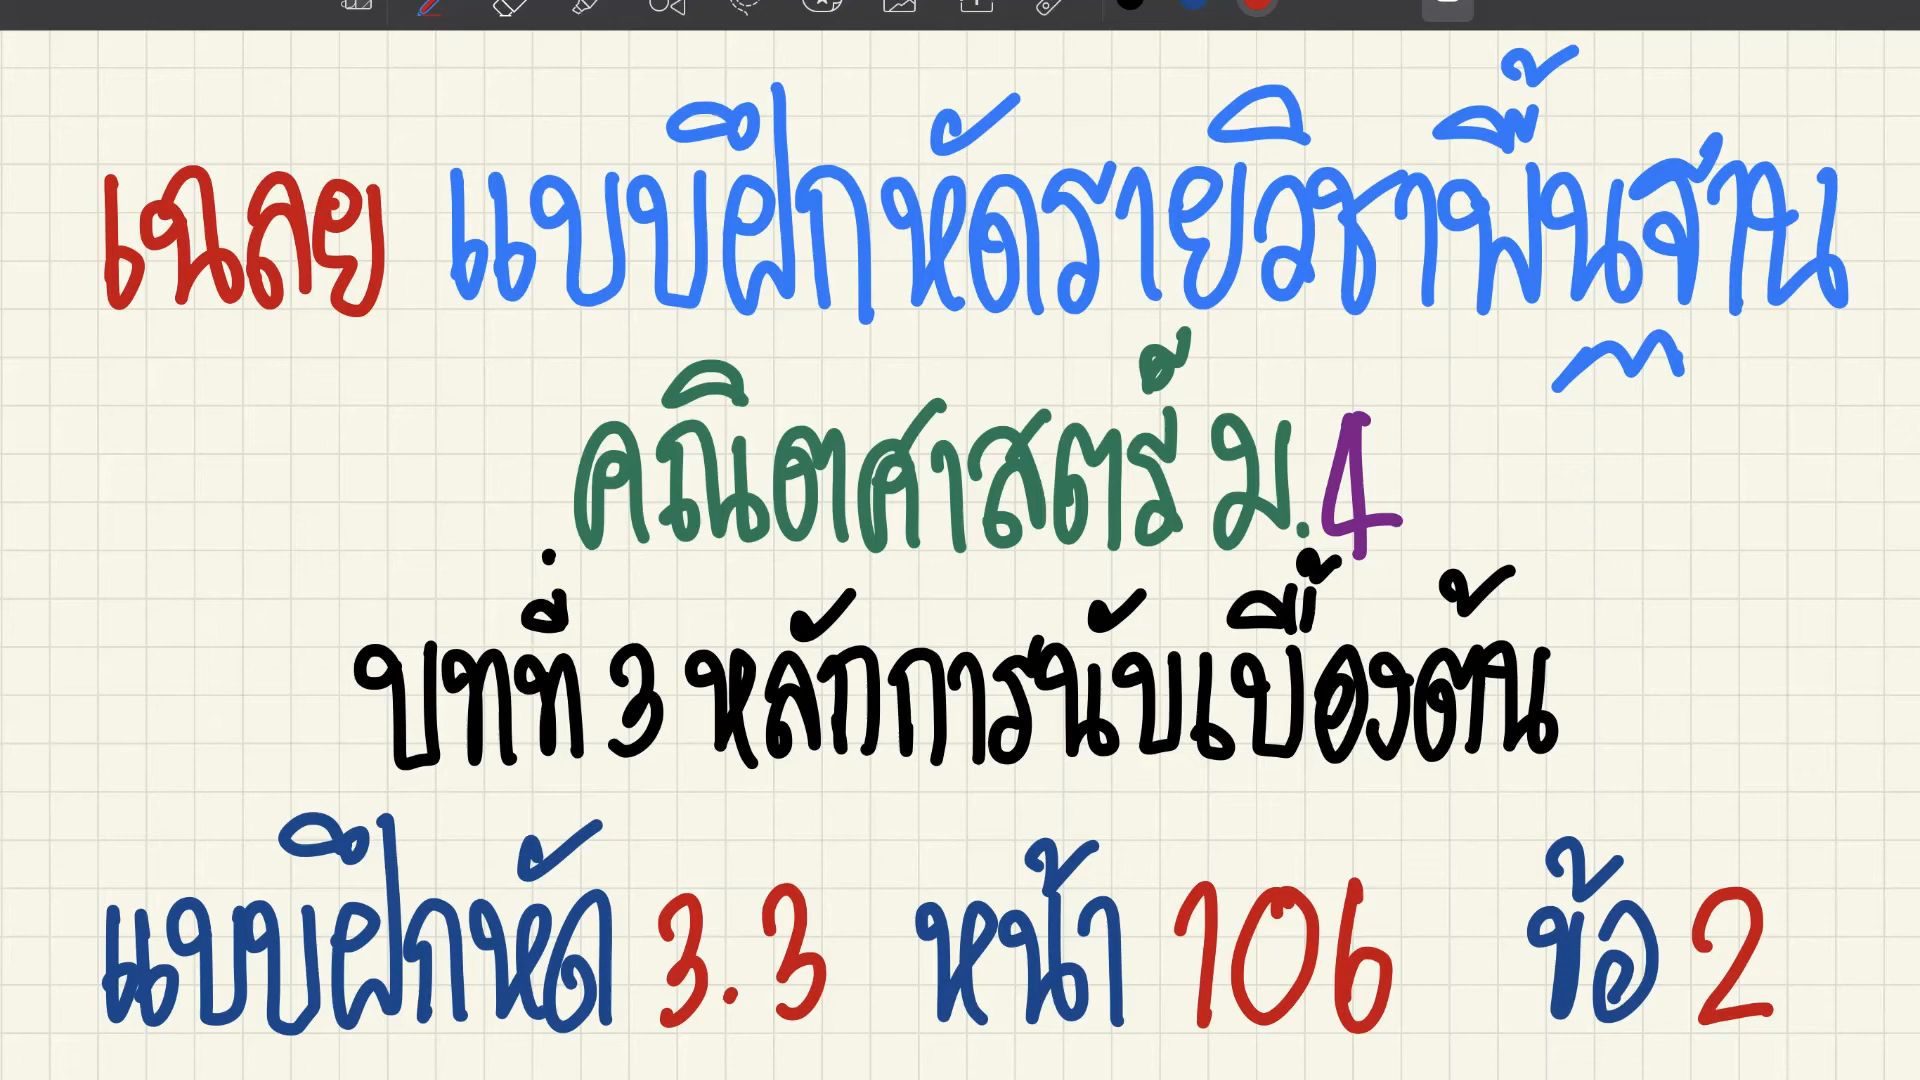 เฉลย แบบฝึกหัดรายวิชาพื้นฐาน
คณิตศาสตร์ ม.4
บทที่ 3 หลักการนับเบื้องต้น
แบบฝึกหัด 3.3 หน้า 106 ข้อ 2